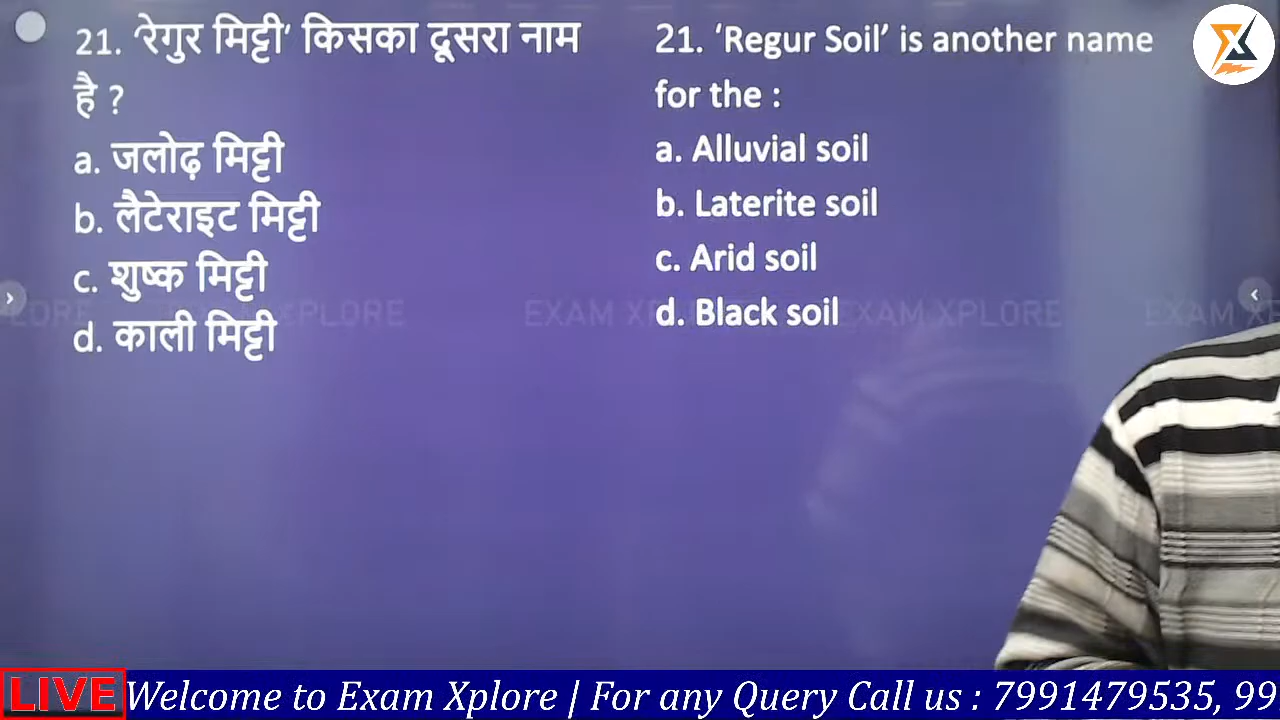 21. ‘रेगुर मिट्टी’ किसका दूसरा नाम
है ?
a. जलोढ़ मिट्टी
b. लैटेराइट मिट्टी
c. शुष्क मिट्टी
d. काली मिट्टी
21. ‘Regur Soil’ is another name
for the :
a. Alluvial soil
b. Laterite soil
c. Arid soil
d. Black soil
EXAM XPLORE
LIVE Welcome to Exam Xplore | For any Query Call us : 7991479535, 99